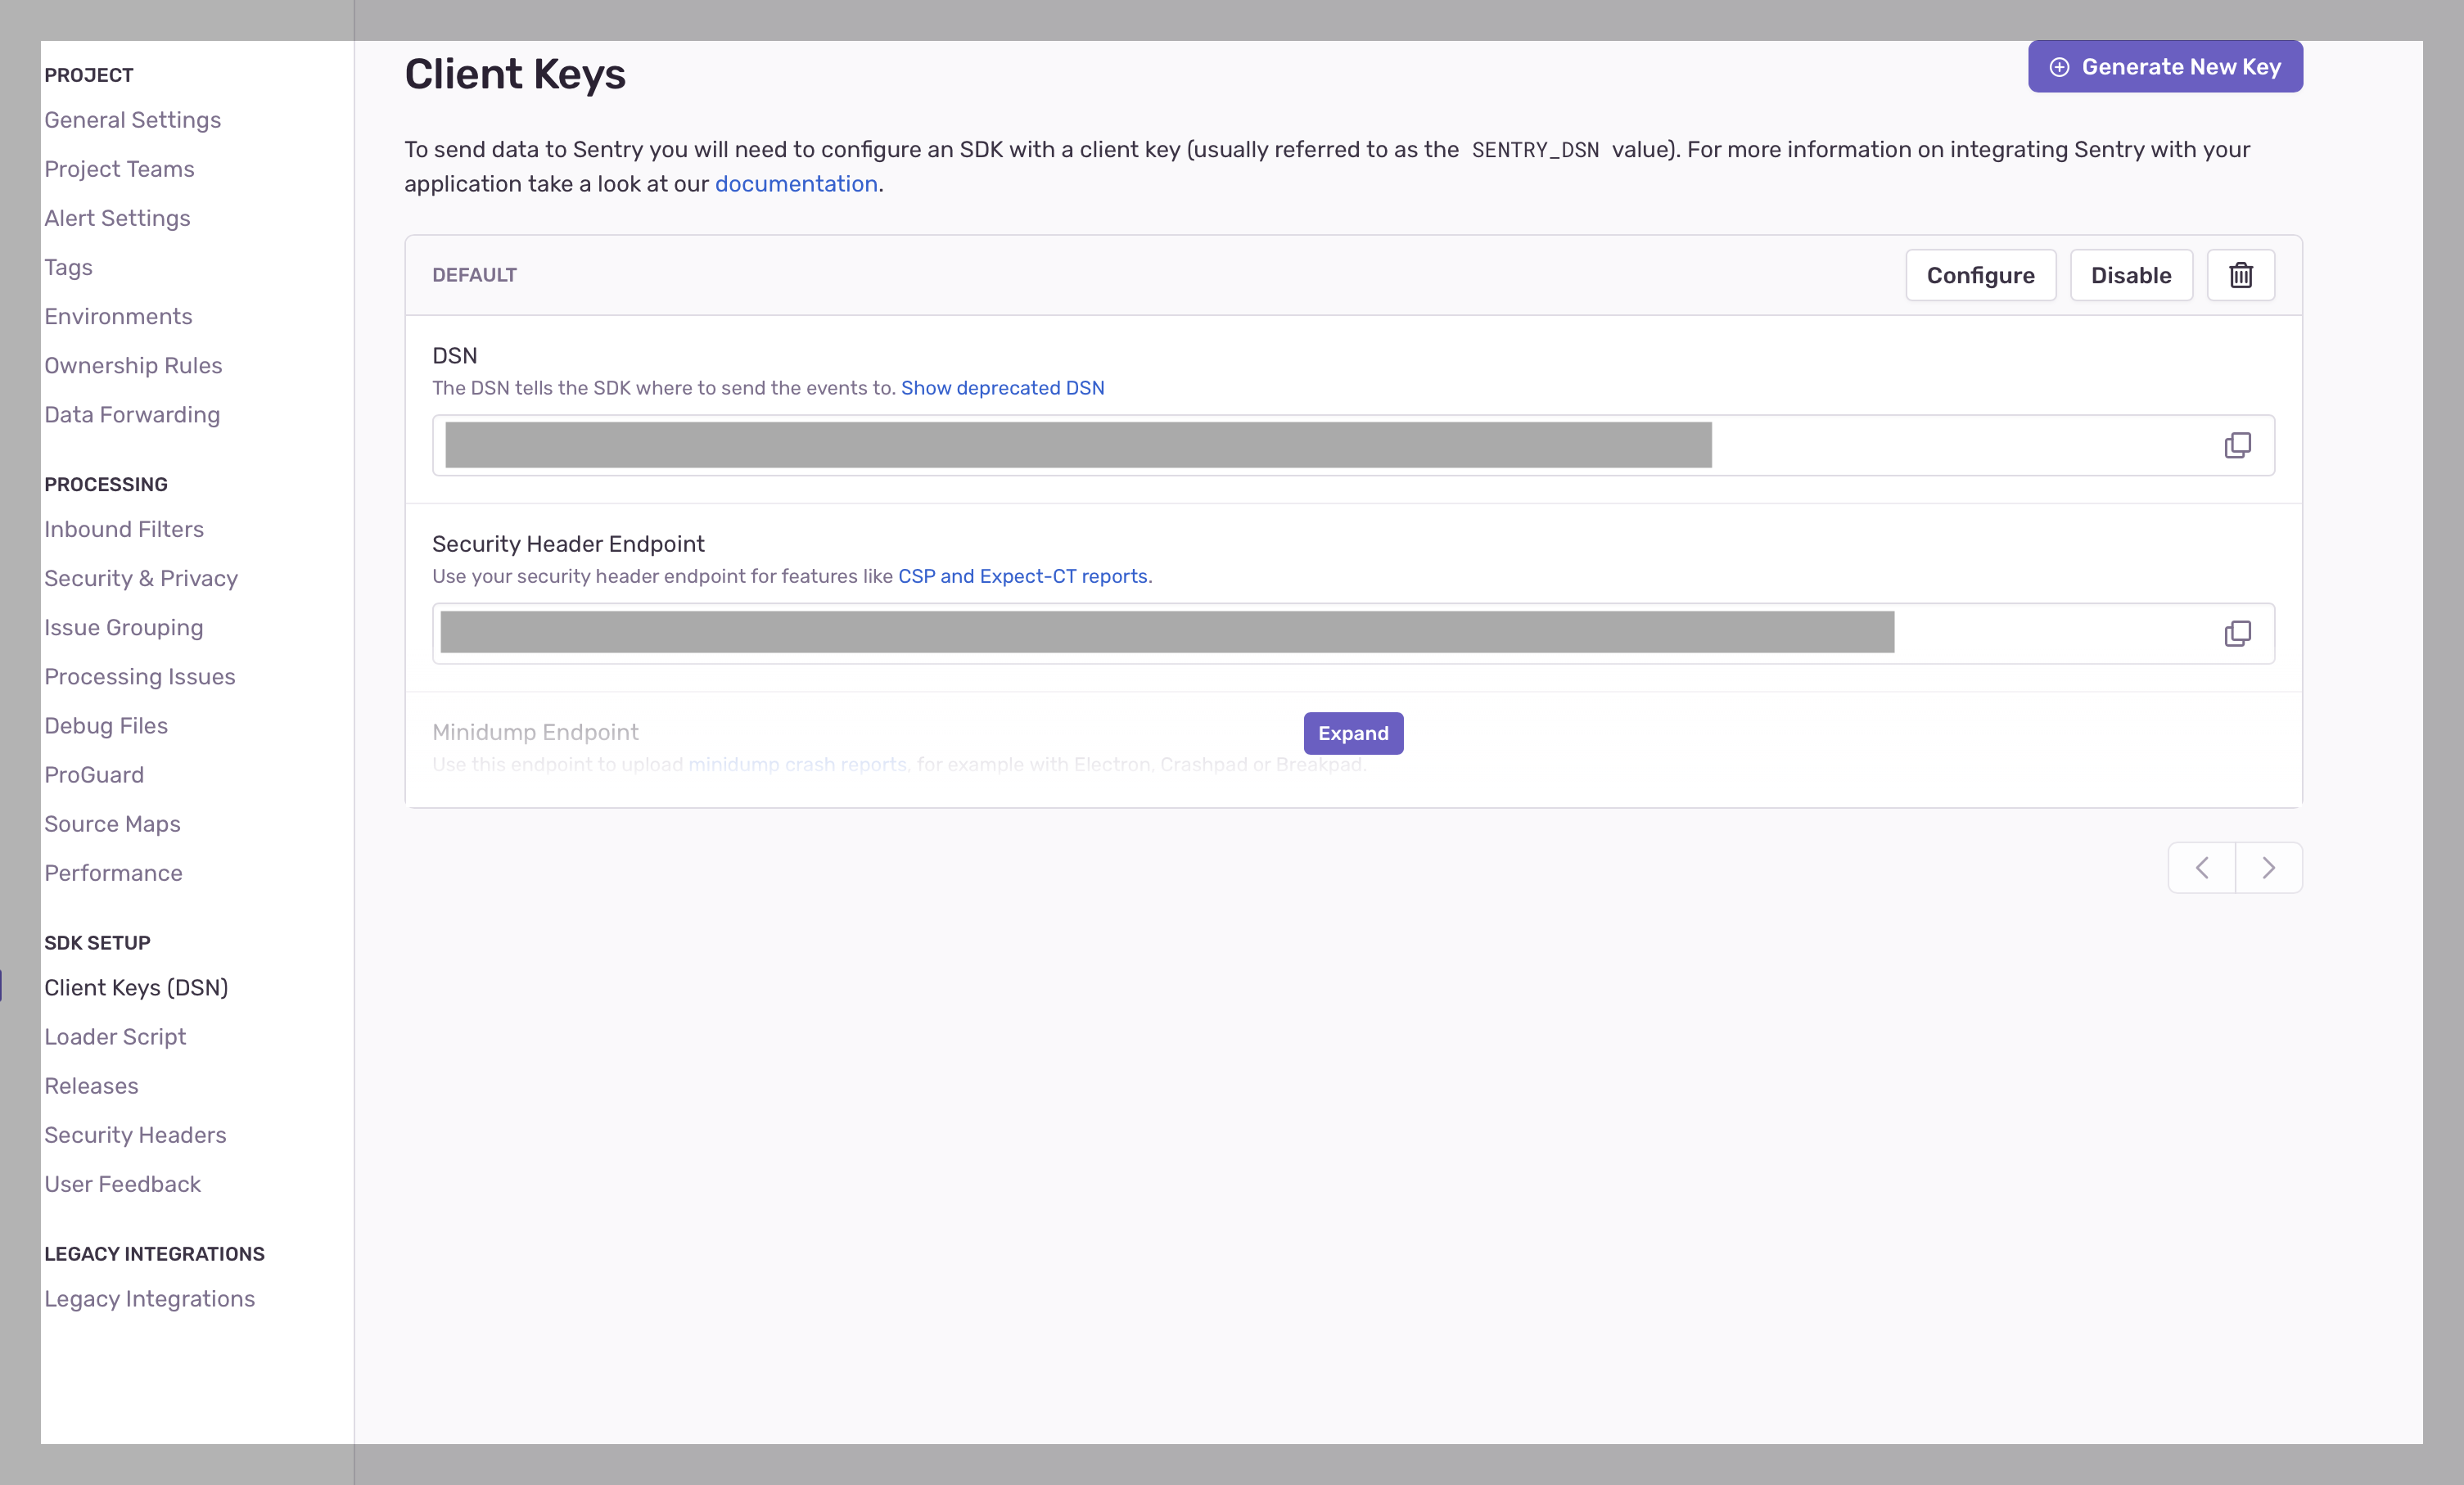 PROJECT
General Settings
Project Teams
Alert Settings
Tags
Environments
Ownership Rules
Data Forwarding
PROCESSING
Inbound Filters
Security & Privacy
Issue Grouping
Processing Issues
Debug Files
ProGuard
Source Maps
Performance
SDK SETUP
Client Keys (DSN)
Loader Script
Releases
Security Headers
User Feedback
LEGACY INTEGRATIONS
Legacy Integrations
Client Keys
Generate New Key
To send data to Sentry you will need to configure an SDK with a client key (usually referred to as the SENTRY_DSN value). For more information on integrating Sentry with your
application take a look at our documentation.
DEFAULT
Configure
Disable
DSN
The DSN tells the SDK where to send the events to. Show deprecated DSN
Security Header Endpoint
Use your security header endpoint for features like CSP and Expect-CT reports.
Minidump Endpoint
Expand
Use this endpoint to upload minidump crash reports, for example with Electron, Crashpad or Breakpad.